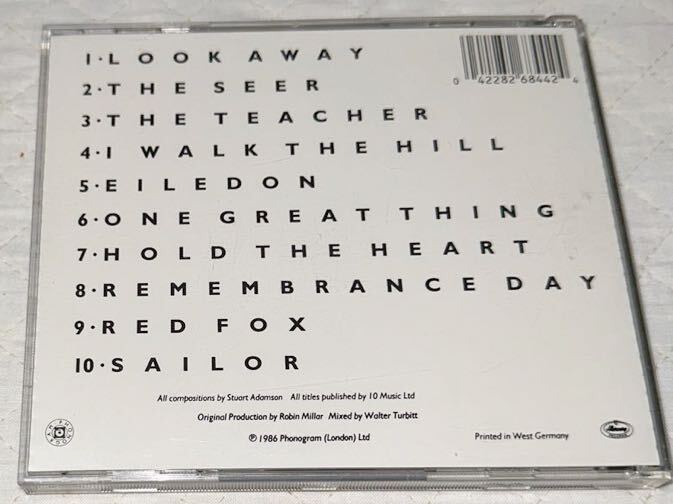 1 · LOOK AWAY
2 · THE SEER
3 · THE TEACHER
4 · I WALK THE HILL
5 · EILEDON
6 · ONE GREAT THING
7 · HOLD THE HEART
8 · REMEMBRANCE DAY
9 · RED FOX
10 · SAILOR
0 42282 68442 4
All compositions by Stuart Adamson All titles published by 10 Music Ltd
Original Production by Robin Millar Mixed by Walter Turbitt
℗ 1986 Phonogram (London) Ltd
Printed in West Germany
PHONOGRAM
Mercury